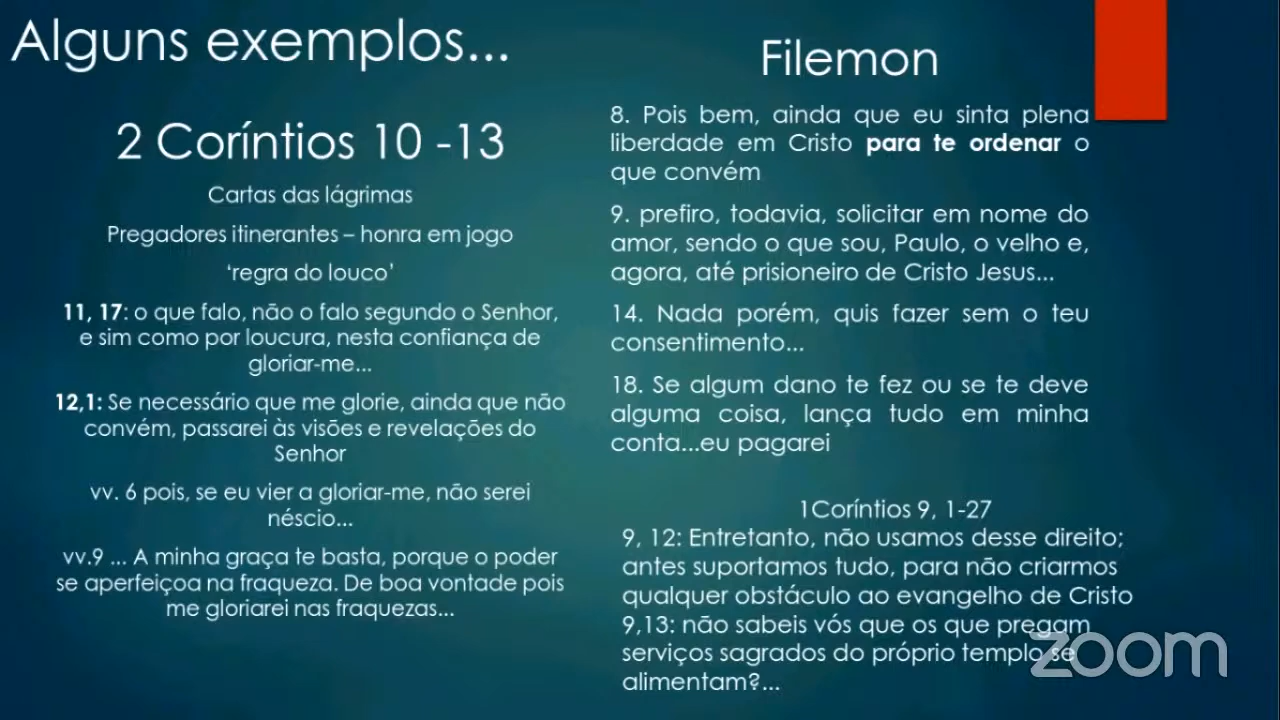 Alguns exemplos...
2 Coríntios 10 -13
Cartas das lágrimas
Pregadores itinerantes – honra em jogo
‘regra do louco’
11, 17: o que falo, não o falo segundo o Senhor,
e sim como por loucura, nesta confiança de
gloriar-me...
12,1: Se necessário que me glorie, ainda que não
convém, passarei às visões e revelações do
Senhor
vv. 6 pois, se eu vier a gloriar-me, não serei
néscio...
vv.9 ... A minha graça te basta, porque o poder
se aperfeiçoa na fraqueza. De boa vontade pois
me gloriarei nas fraquezas...
Filemon
8. Pois bem, ainda que eu sinta plena
liberdade em Cristo para te ordenar o
que convém
9. prefiro, todavia, solicitar em nome do
amor, sendo o que sou, Paulo, o velho e,
agora, até prisioneiro de Cristo Jesus...
14. Nada porém, quis fazer sem o teu
consentimento...
18. Se algum dano te fez ou se te deve
alguma coisa, lança tudo em minha
conta...eu pagarei
1Coríntios 9, 1-27
9, 12: Entretanto, não usamos desse direito;
antes suportamos tudo, para não criarmos
qualquer obstáculo ao evangelho de Cristo
9,13: não sabeis vós que os que pregam
serviços sagrados do próprio templo se
alimentam?...
zoom